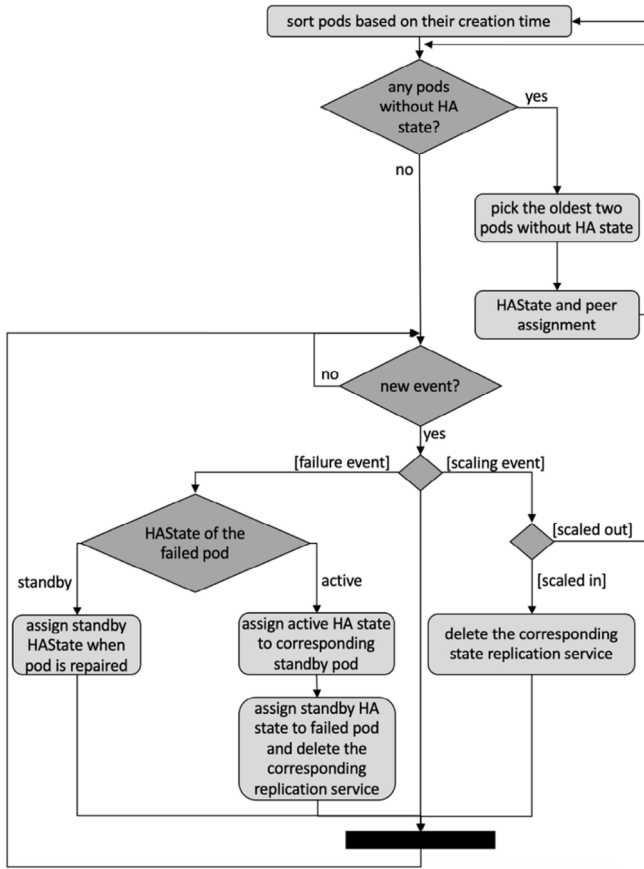 sort pods based on their creation time
any pods
without HA
state?
yes
no
pick the oldest two
pods without HA state
HAState and peer
assignment
no
new event?
yes
[failure event]
[scaling event]
HAState of the
failed pod
[scaled out]
standby
active
[scaled in]
assign standby
HAState when
pod is repaired
assign active HA state
to corresponding
standby pod
delete the corresponding
state replication service
assign standby HA
state to failed pod
and delete the
corresponding
replication service